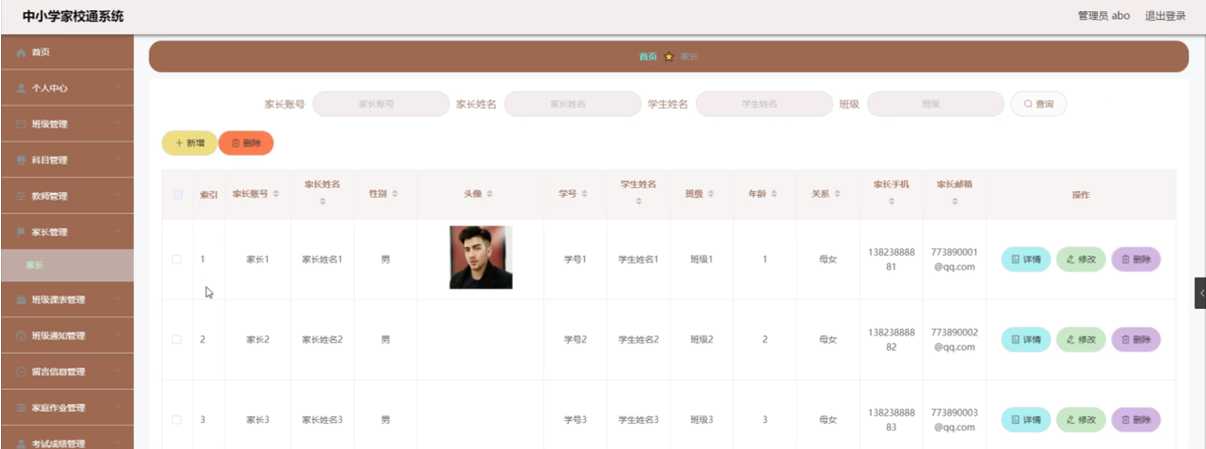 中小学家校通系统
管理员 abo 退出登录
首页
个人中心
班级管理
科目管理
教师管理
家长管理
家长
班级课表管理
班级通知管理
留言信息管理
家庭作业管理
考试成绩管理
首页 家长
家长账号 家长账号 家长姓名 家长姓名 学生姓名 学生姓名 班级 班级 查询
新增 删除
索引 家长账号 家长姓名 性别 头像 学号 学生姓名 班级 年龄 关系 家长手机 家长邮箱 操作
1 家长1 家长姓名1 男 学号1 学生姓名1 班级1 1 母女 138238888 773890001 详情 修改 删除
81 @qq.com
2 家长2 家长姓名2 男 学号2 学生姓名2 班级2 2 母女 138238888 773890002 详情 修改 删除
82 @qq.com
3 家长3 家长姓名3 男 学号3 学生姓名3 班级3 3 母女 138238888 773890003 详情 修改 删除
83 @qq.com